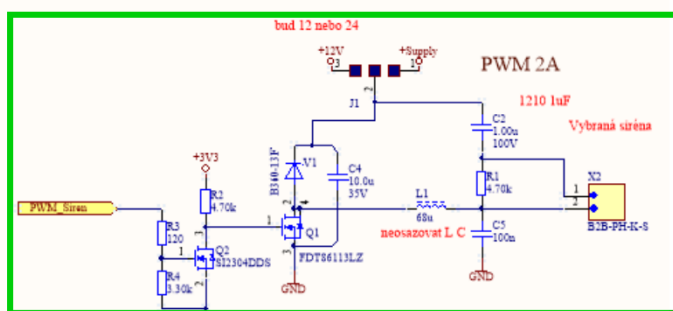 bud 12 nebo 24
+12V
+Supply
3
1
2
J1
PWM 2A
1210 1uF
Vybraná siréna
C2
1.00u
100V
+3V3
B360-13F
V1
C4
10.0u
35V
R1
4.70k
X2
1
2
B2B-PH-K-S
PWM_Siren
R2
4.70k
L1
68u
R3
120
1
2
4
Q1
3
FDT86113LZ
neosazovat L C
C5
100n
3
Q2
1
SI2304DDS
2
R4
3.30k
GND
GND